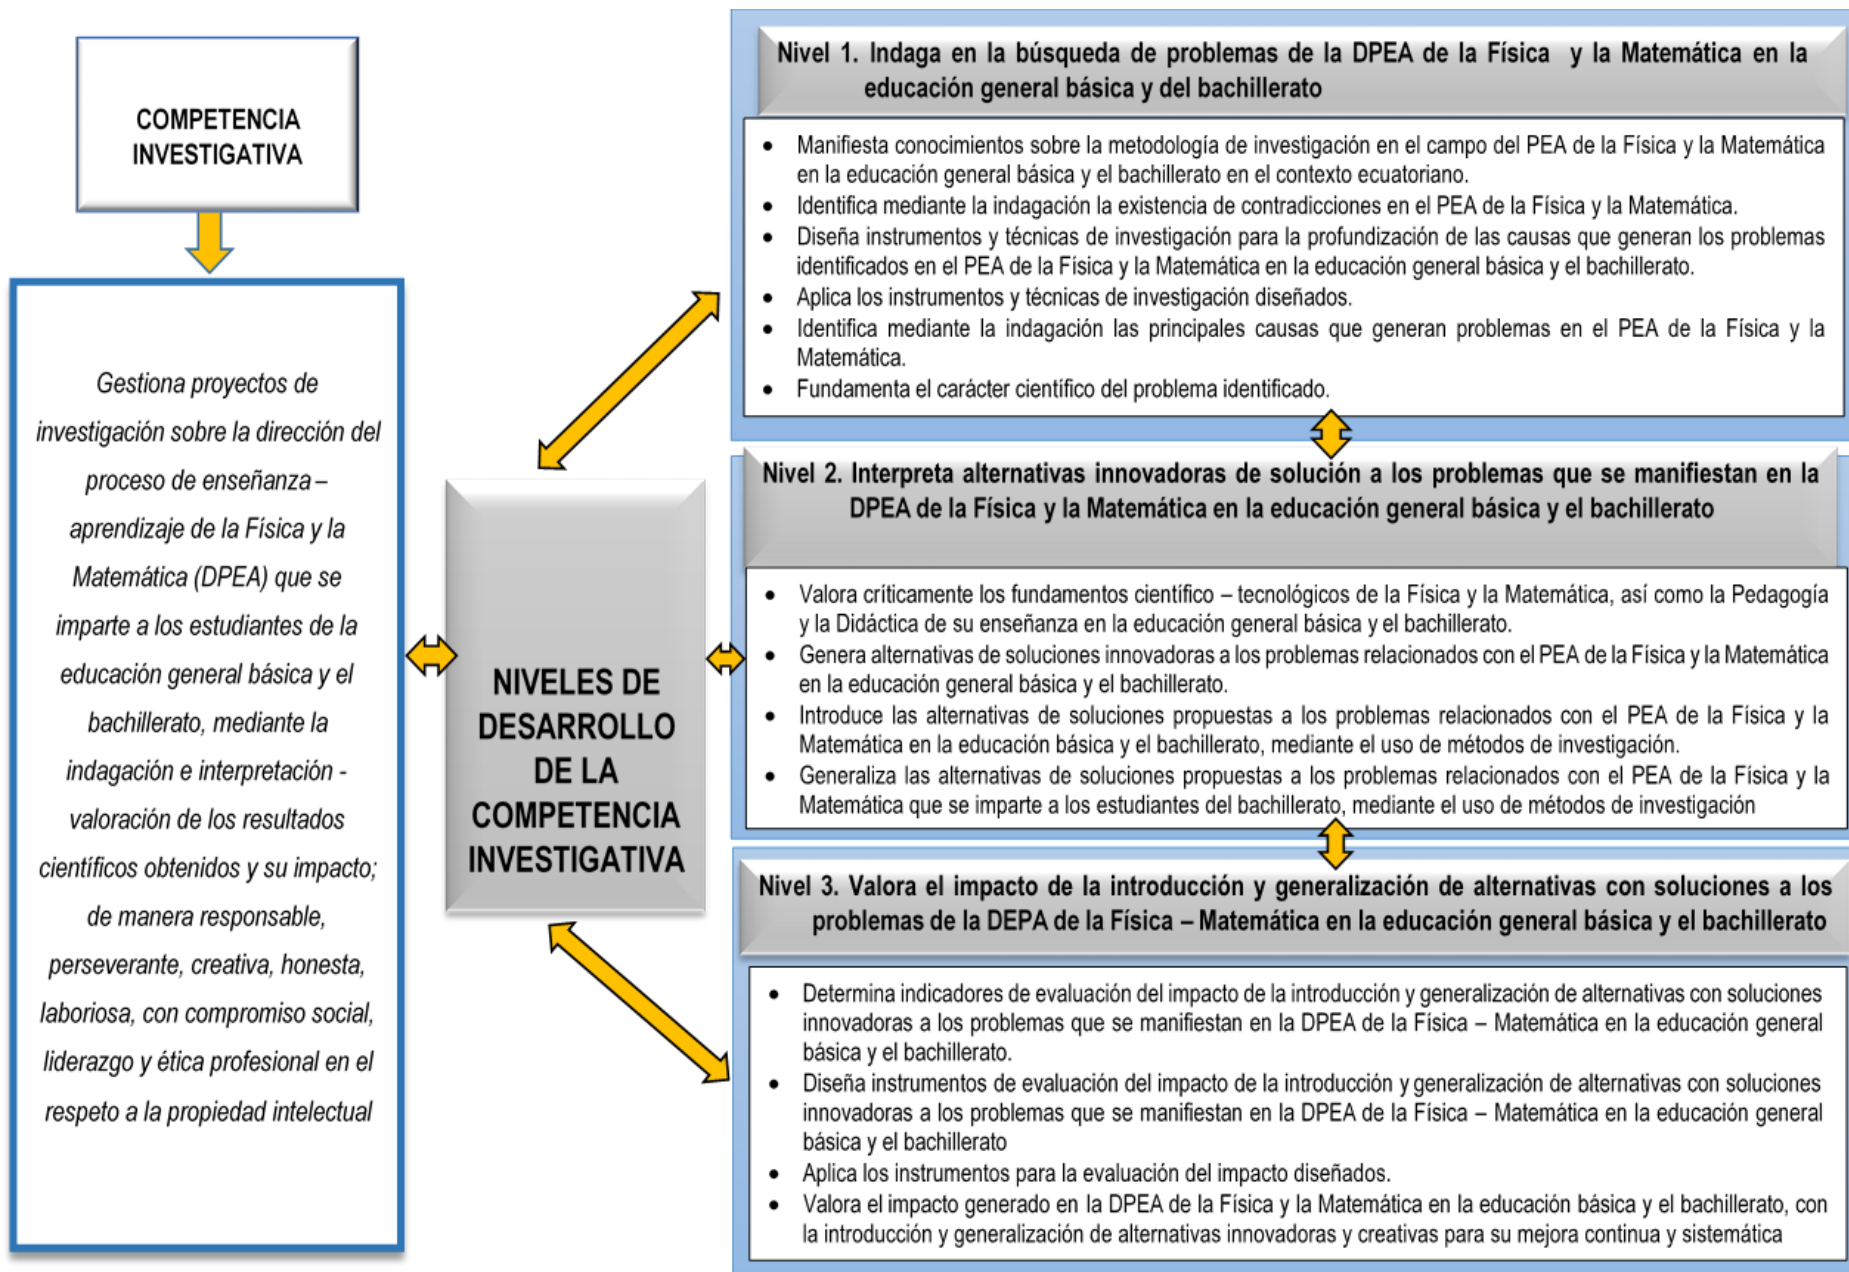 COMPETENCIA
INVESTIGATIVA
Gestiona proyectos de
investigación sobre la dirección del
proceso de enseñanza –
aprendizaje de la Física y la
Matemática (DPEA) que se
imparte a los estudiantes de la
educación general básica y el
bachillerato, mediante la
indagación e interpretación -
valoración de los resultados
científicos obtenidos y su impacto;
de manera responsable,
perseverante, creativa, honesta,
laboriosa, con compromiso social,
liderazgo y ética profesional en el
respeto a la propiedad intelectual
NIVELES DE
DESARROLLO
DE LA
COMPETENCIA
INVESTIGATIVA
Nivel 1. Indaga en la búsqueda de problemas de la DPEA de la Física y la Matemática en la
educación general básica y del bachillerato
• Manifiesta conocimientos sobre la metodología de investigación en el campo del PEA de la Física y la Matemática
en la educación general básica y el bachillerato en el contexto ecuatoriano.
• Identifica mediante la indagación la existencia de contradicciones en el PEA de la Física y la Matemática.
• Diseña instrumentos y técnicas de investigación para la profundización de las causas que generan los problemas
identificados en el PEA de la Física y la Matemática en la educación general básica y el bachillerato.
• Aplica los instrumentos y técnicas de investigación diseñados.
• Identifica mediante la indagación las principales causas que generan problemas en el PEA de la Física y la
Matemática.
• Fundamenta el carácter científico del problema identificado.
Nivel 2. Interpreta alternativas innovadoras de solución a los problemas que se manifiestan en la
DPEA de la Física y la Matemática en la educación general básica y el bachillerato
• Valora críticamente los fundamentos científico – tecnológicos de la Física y la Matemática, así como la Pedagogía
y la Didáctica de su enseñanza en la educación general básica y el bachillerato.
• Genera alternativas de soluciones innovadoras a los problemas relacionados con el PEA de la Física y la Matemática
en la educación general básica y el bachillerato.
• Introduce las alternativas de soluciones propuestas a los problemas relacionados con el PEA de la Física y la
Matemática en la educación básica y el bachillerato, mediante el uso de métodos de investigación.
• Generaliza las alternativas de soluciones propuestas a los problemas relacionados con el PEA de la Física y la
Matemática que se imparte a los estudiantes del bachillerato, mediante el uso de métodos de investigación
Nivel 3. Valora el impacto de la introducción y generalización de alternativas con soluciones a los
problemas de la DEPA de la Física – Matemática en la educación general básica y el bachillerato
• Determina indicadores de evaluación del impacto de la introducción y generalización de alternativas con soluciones
innovadoras a los problemas que se manifiestan en la DPEA de la Física – Matemática en la educación general
básica y el bachillerato.
• Diseña instrumentos de evaluación del impacto de la introducción y generalización de alternativas con soluciones
innovadoras a los problemas que se manifiestan en la DPEA de la Física – Matemática en la educación general
básica y el bachillerato
• Aplica los instrumentos para la evaluación del impacto diseñados.
• Valora el impacto generado en la DPEA de la Física y la Matemática en la educación básica y el bachillerato, con
la introducción y generalización de alternativas innovadoras y creativas para su mejora continua y sistemática